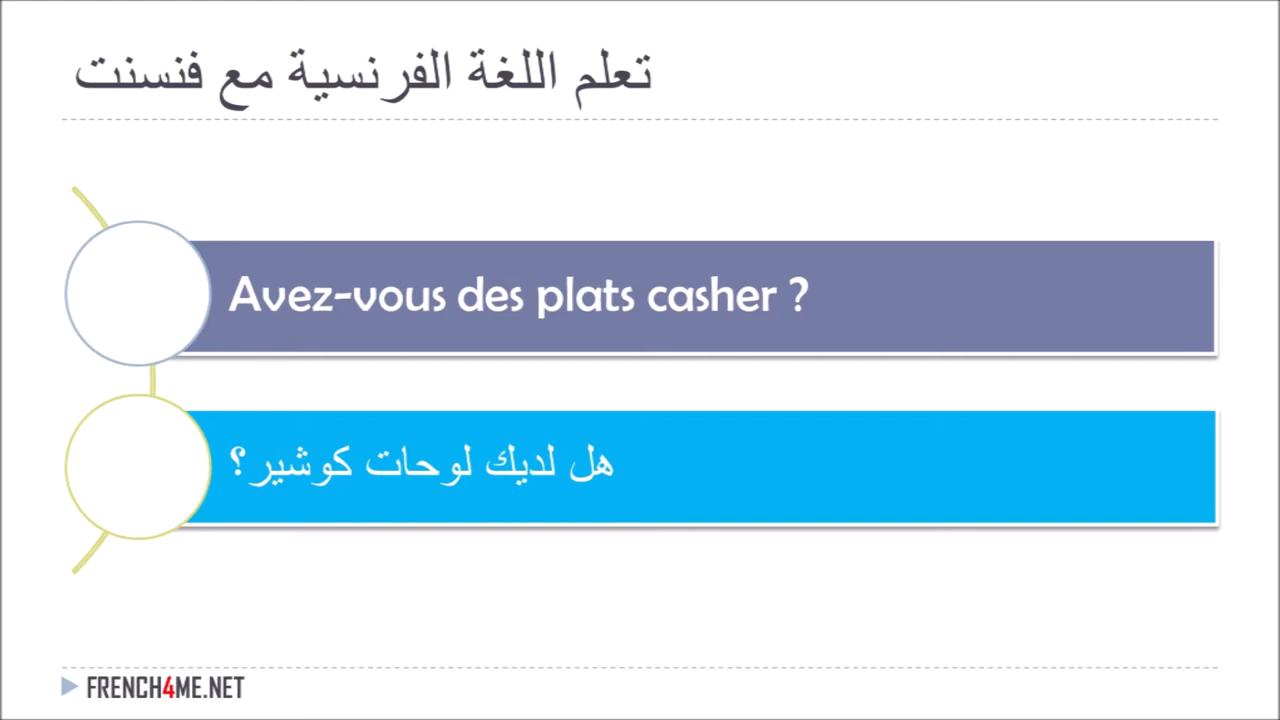 تعلم اللغة الفرنسية مع فنسنت
Avez-vous des plats casher ?
هل لديك لوحات كوشير؟
FRENCH4ME.NET